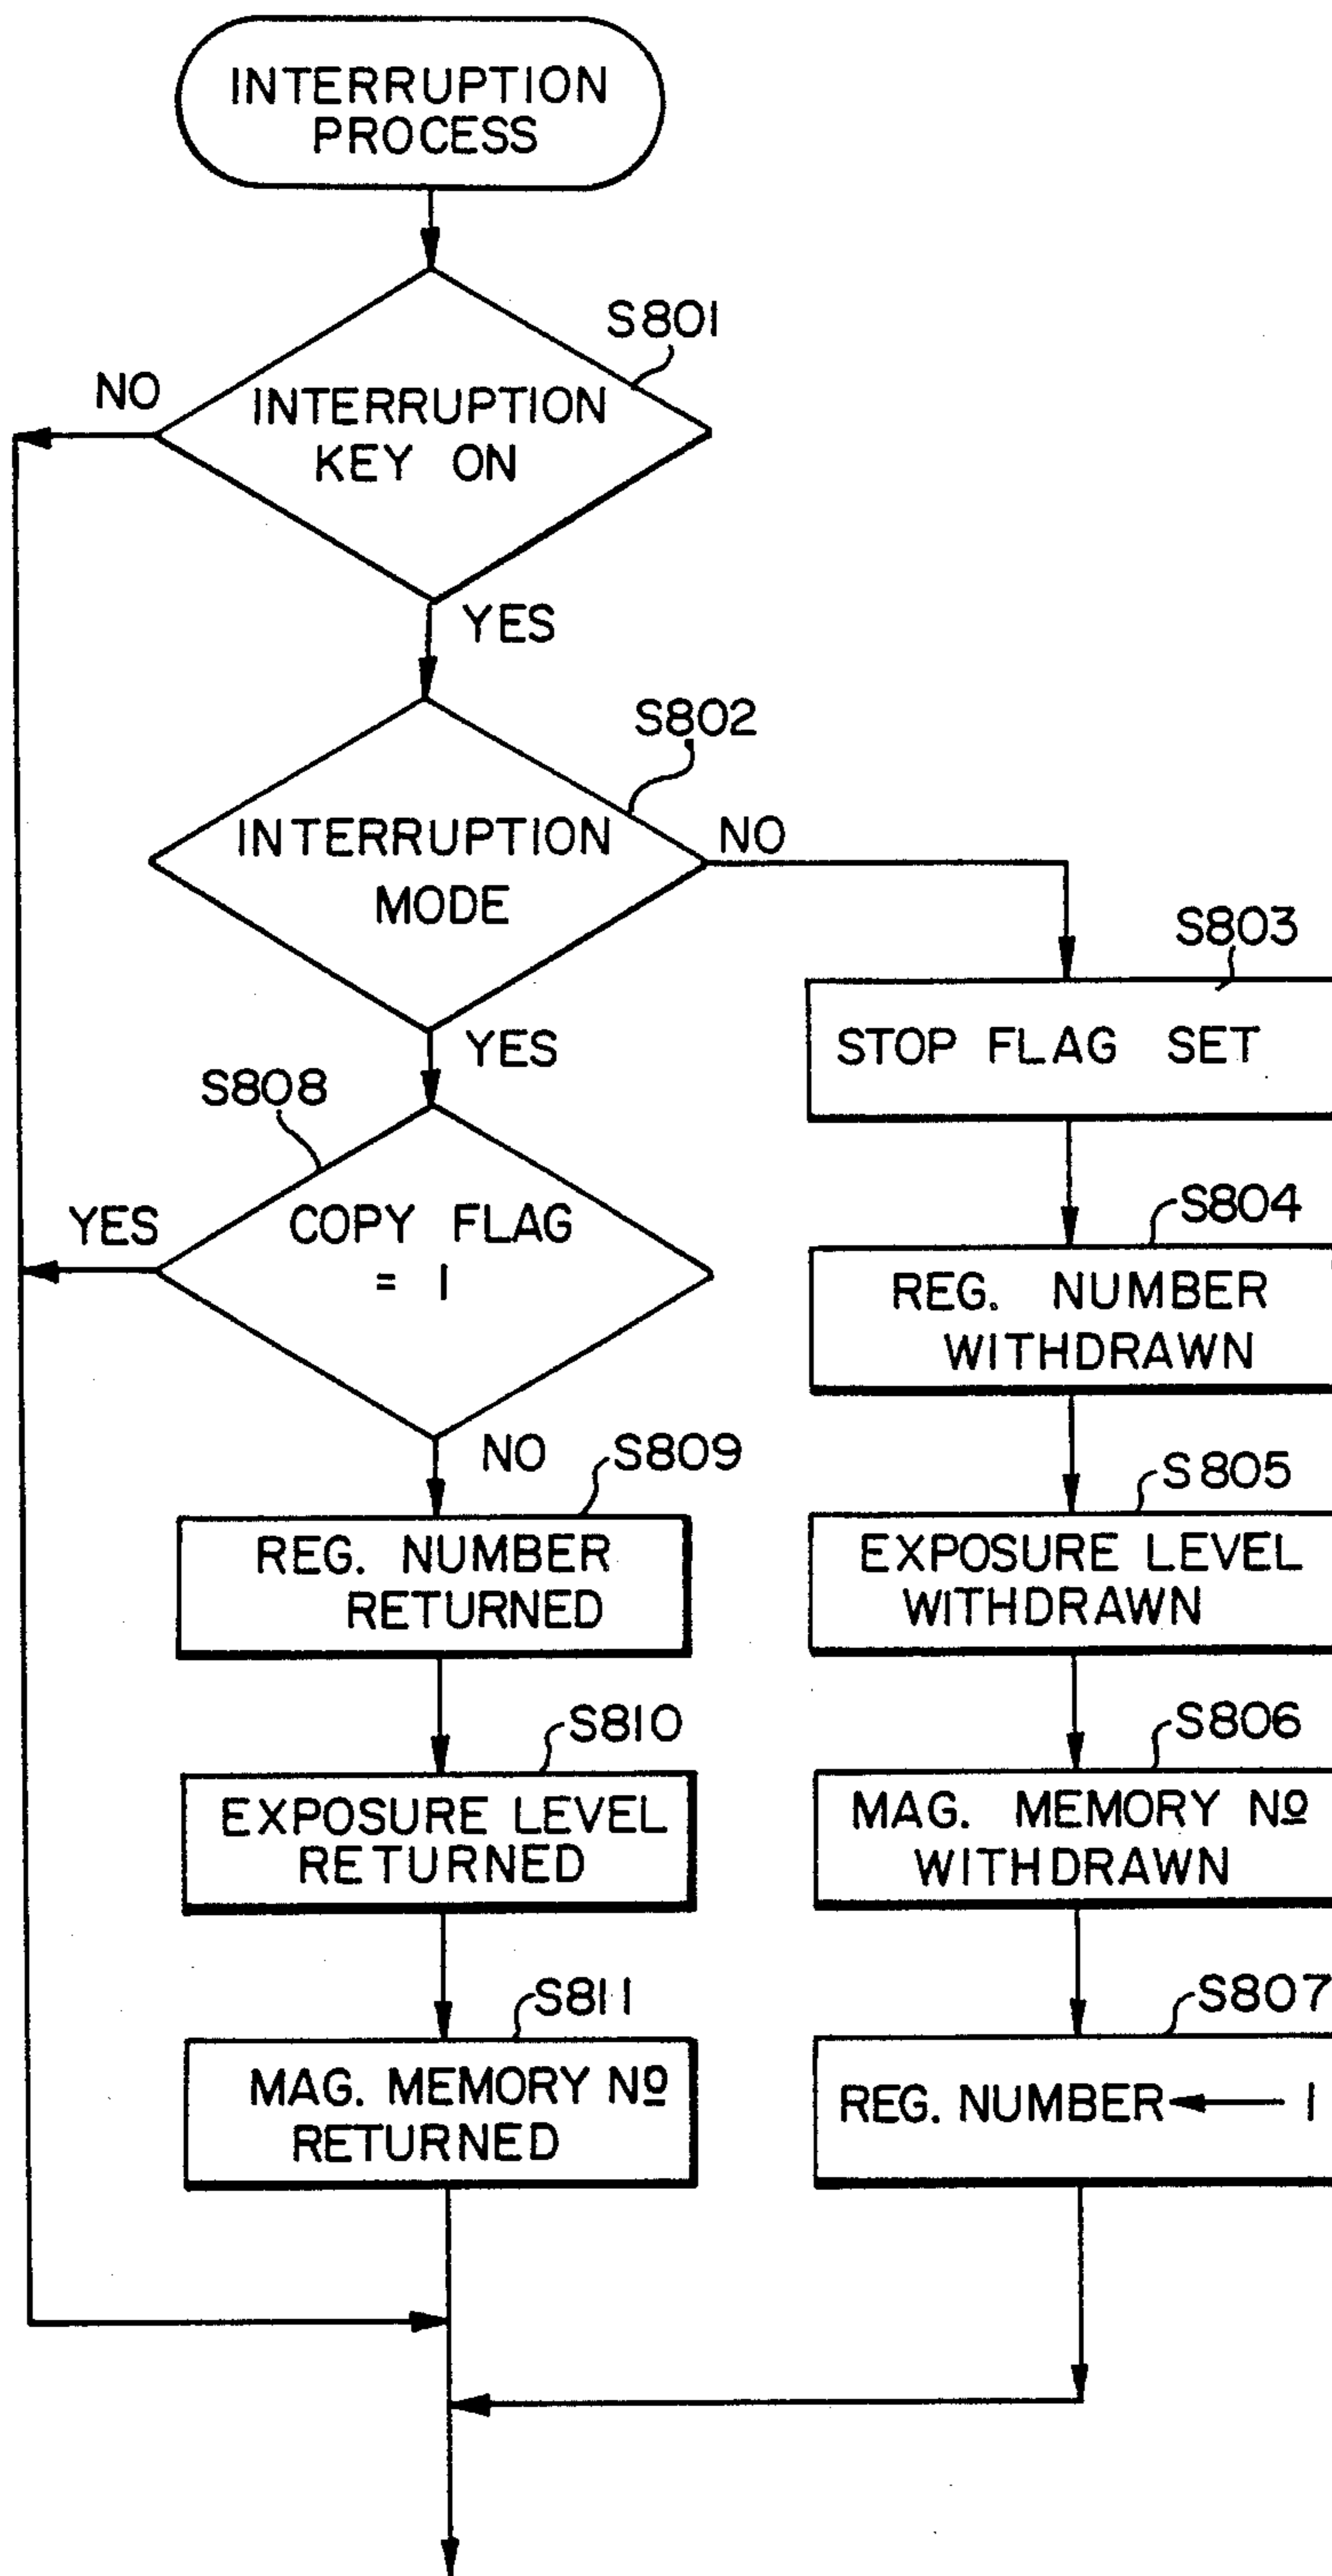 INTERRUPTION
PROCESS
S801
NO
INTERRUPTION
KEY ON
YES
S802
INTERRUPTION
MODE
NO
YES
S803
STOP FLAG SET
S808
YES
COPY FLAG
= 1
NO
S804
REG. NUMBER
WITHDRAWN
S809
REG. NUMBER
RETURNED
S805
EXPOSURE LEVEL
WITHDRAWN
S810
EXPOSURE LEVEL
RETURNED
S806
MAG. MEMORY Nº
WITHDRAWN
S811
MAG. MEMORY Nº
RETURNED
S807
REG. NUMBER ← 1